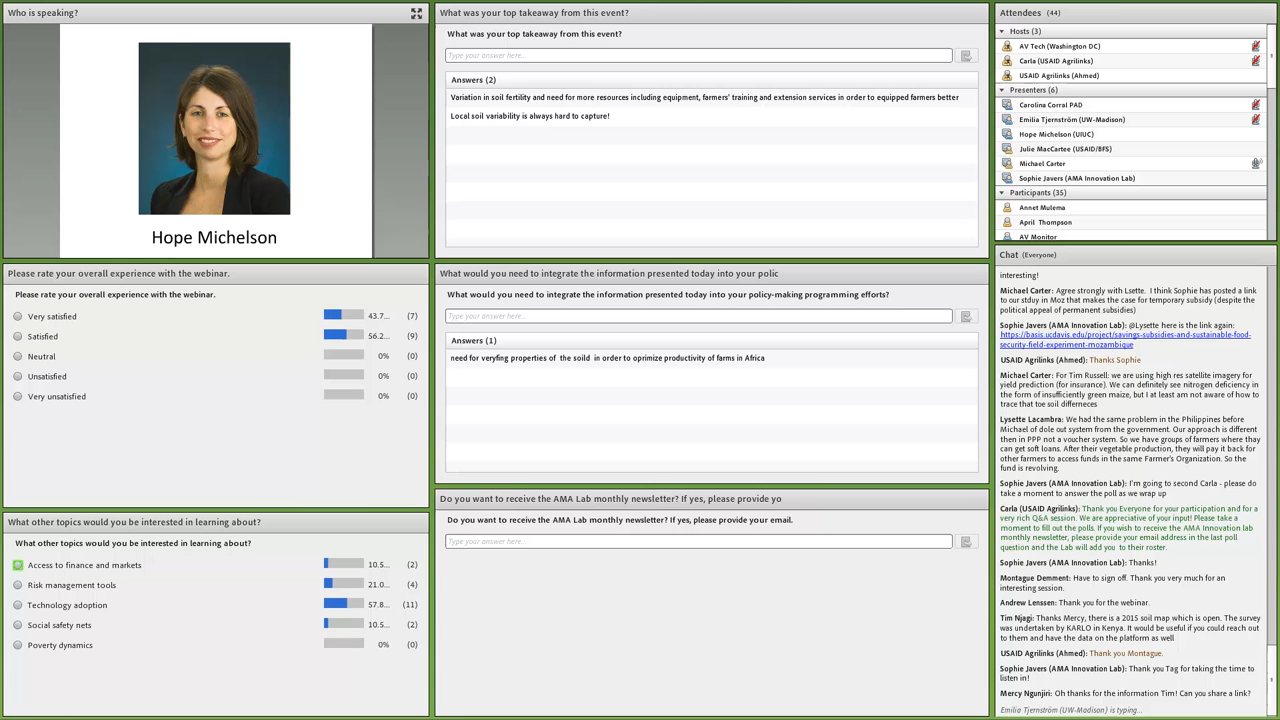 Who is speaking?
Hope Michelson
What was your top takeaway from this event?
What was your top takeaway from this event?
Type your answer here...
Answers (2)
Variation in soil fertility and need for more resources including equipment, farmers' training and extension services in order to equipped farmers better
Local soil variability is always hard to capture!
Please rate your overall experience with the webinar.
Please rate your overall experience with the webinar.
Very satisfied 43.7... (7)
Satisfied 56.2... (9)
Neutral 0% (0)
Unsatisfied 0% (0)
Very unsatisfied 0% (0)
What would you need to integrate the information presented today into your polic
What would you need to integrate the information presented today into your policy-making programming efforts?
Type your answer here...
Answers (1)
need for veryfing properties of the soild in order to oprimize productivity of farms in Africa
What other topics would you be interested in learning about?
What other topics would you be interested in learning about?
Access to finance and markets 10.5... (2)
Risk management tools 21.0... (4)
Technology adoption 57.8... (11)
Social safety nets 10.5... (2)
Poverty dynamics 0% (0)
Do you want to receive the AMA Lab monthly newsletter? If yes, please provide yo
Do you want to receive the AMA Lab monthly newsletter? If yes, please provide your email.
Type your answer here...
Attendees (44)
Hosts (3)
AV Tech (Washington DC)
Carla (USAID Agrilinks)
USAID Agrilinks (Ahmed)
Presenters (6)
Carolina Corral PAD
Emilia Tjernström (UW-Madison)
Hope Michelson (UIUC)
Julie MacCartee (USAID/BFS)
Michael Carter
Sophie Javers (AMA Innovation Lab)
Participants (35)
Annet Mulema
April Thompson
AV Monitor
Chat (Everyone)
interesting!
Michael Carter: Agree strongly with Lsette. I think Sophie has posted a link
to our stduy in Moz that makes the case for temporary subsidy (despite the
political appeal of permanent subsidies)
Sophie Javers (AMA Innovation Lab): @Lysette here is the link again:
https://basis.ucdavis.edu/project/savings-subsidies-and-sustainable-food-
security-field-experiment-mozambique
USAID Agrilinks (Ahmed): Thanks Sophie
Michael Carter: For Tim Russell: we are using high res satellite imagery for
yield prediction (for insurance). We can definitely see nitrogen deficiency in
the form of insufficiently green maize, but I at least am not aware of how to
trace that toe soil differneces
Lysette Lacambra: We had the same problem in the Philippines before
Michael of dole out system from the government. Our approach is different
then in PPP not a voucher system. So we have groups of farmers where thay
can get soft loans. After their vegetable production, they will pay it back for
other farmers to access funds in the same Farmer's Organization. So the
fund is revolving.
Sophie Javers (AMA Innovation Lab): I'm going to second Carla - please do
take a moment to answer the poll as we wrap up
Carla (USAID Agrilinks): Thank you Everyone for your participation and for a
very rich Q&A session. We are appreciative of your input! Please take a
moment to fill out the polls. If you wish to receive the AMA Innovation lab
monthly newsletter, please provide your email address in the last poll
question and the Lab will add you to their roster.
Sophie Javers (AMA Innovation Lab): Thanks!
Montague Demment: Have to sign off. Thank you very much for an
interesting session.
Andrew Lenssen: Thank you for the webinar.
Tim Njagi: Thanks Mercy, there is a 2015 soil map which is open. The survey
was undertaken by KARLO in Kenya. It would be useful if you could reach out
to them and have the data on the platform as well
USAID Agrilinks (Ahmed): Thank you Montague.
Sophie Javers (AMA Innovation Lab): Thank you Tag for taking the time to
listen in!
Mercy Ngunjiri: Oh thanks for the information Tim! Can you share a link?
Emilia Tjernström (UW-Madison) is typing...